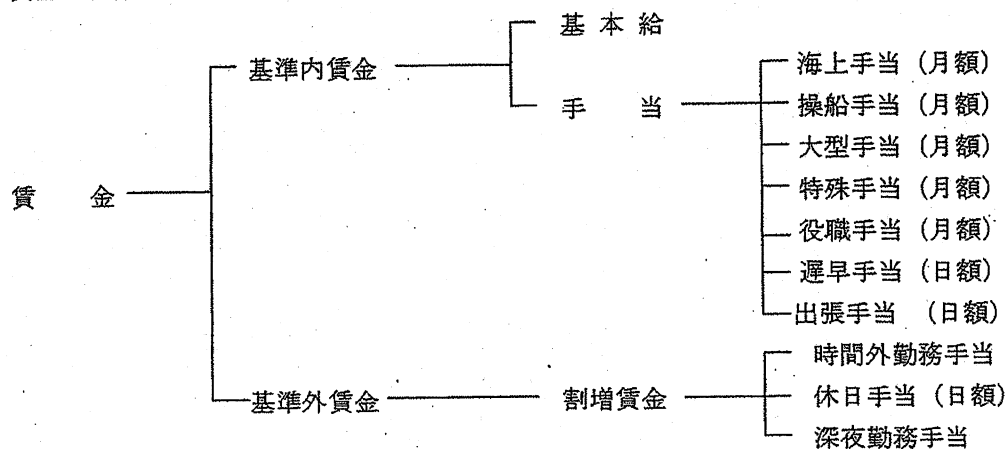 基 本 給
基準内賃金
手 当
海上手当（月額）
操船手当（月額）
大型手当（月額）
特殊手当（月額）
役職手当（月額）
遅早手当（日額）
出張手当（日額）
賃 金
基準外賃金
割増賃金
時間外勤務手当
休日手当（日額）
深夜勤務手当